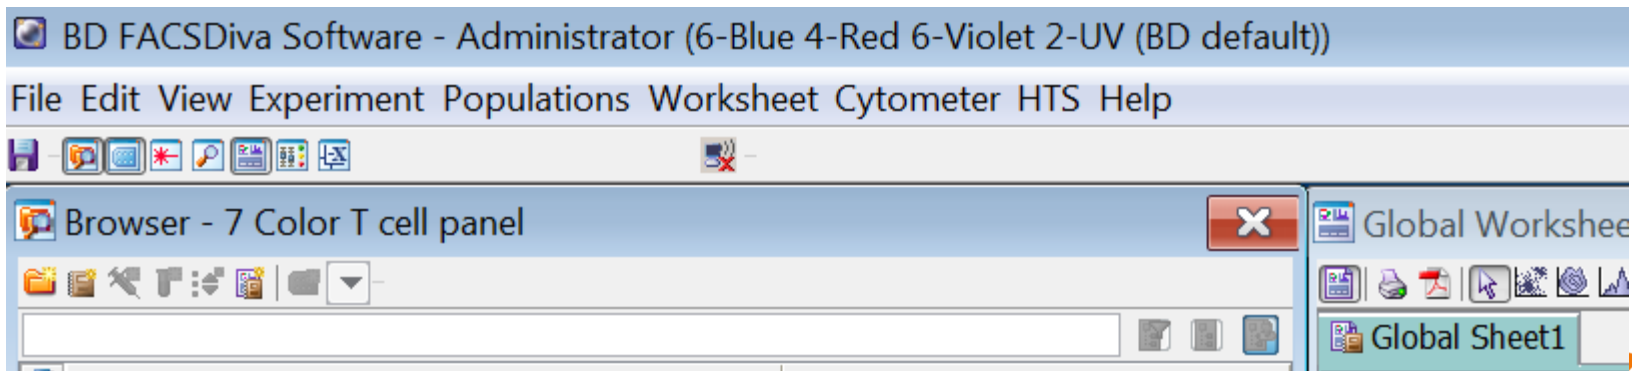 BD FACSDiva Software - Administrator (6-Blue 4-Red 6-Violet 2-UV (BD default))
File Edit View Experiment Populations Worksheet Cytometer HTS Help
Browser - 7 Color T cell panel
Global Workshee
Global Sheet1